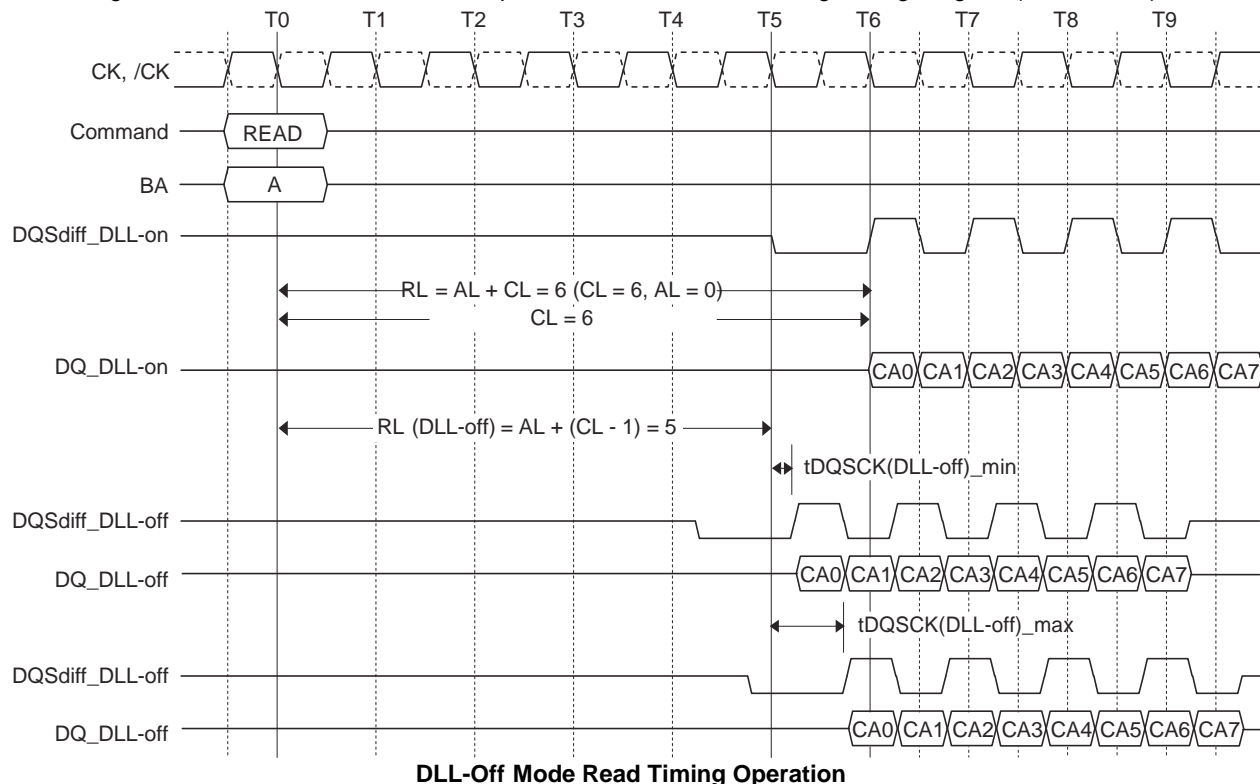 T0 T1 T2 T3 T4 T5 T6 T7 T8 T9
CK, /CK
Command READ
BA A
DQSdiff_DLL-on
RL = AL + CL = 6 (CL = 6, AL = 0)
CL = 6
DQ_DLL-on CA0 CA1 CA2 CA3 CA4 CA5 CA6 CA7
RL (DLL-off) = AL + (CL - 1) = 5
tDQSCK(DLL-off)_min
DQSdiff_DLL-off
DQ_DLL-off CA0 CA1 CA2 CA3 CA4 CA5 CA6 CA7
tDQSCK(DLL-off)_max
DQSdiff_DLL-off
DQ_DLL-off CA0 CA1 CA2 CA3 CA4 CA5 CA6 CA7
DLL-Off Mode Read Timing Operation